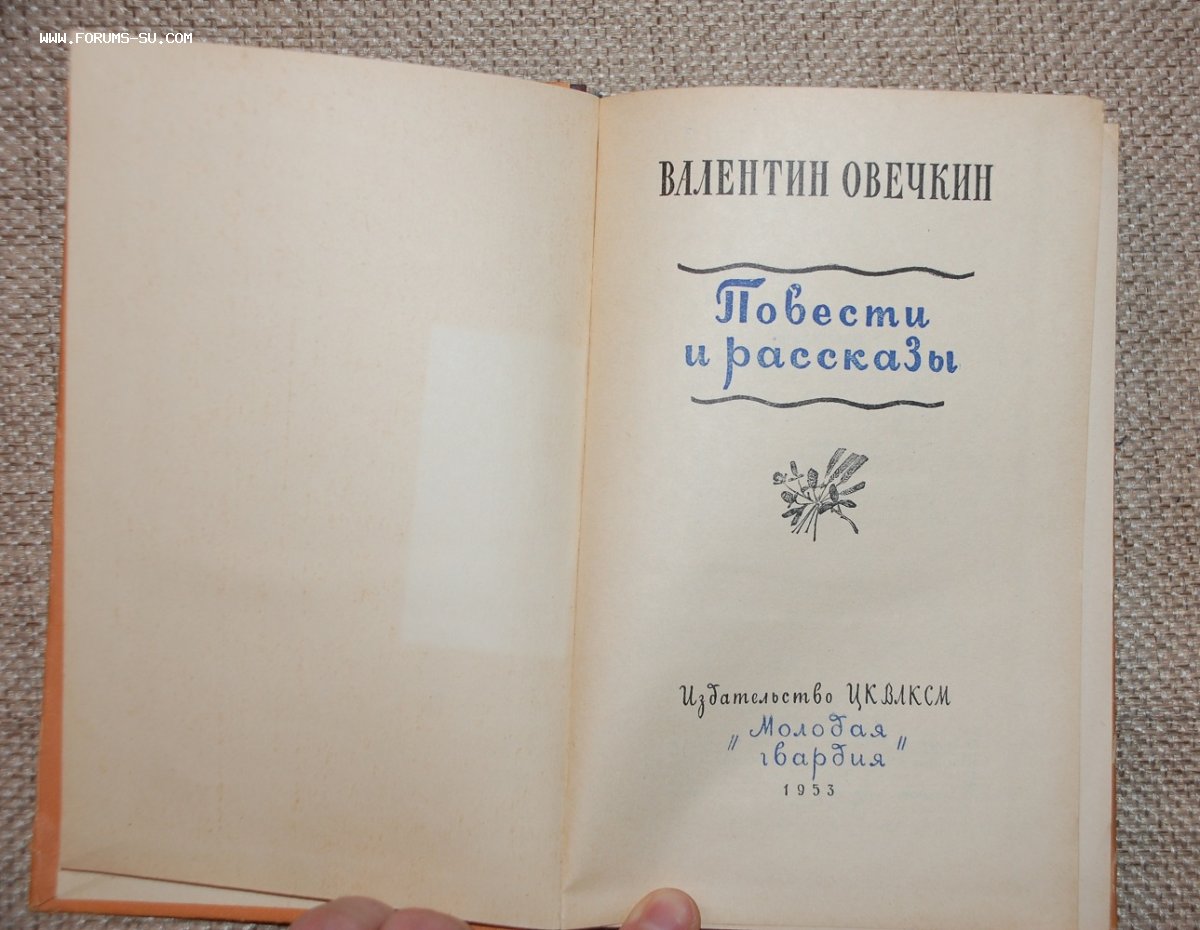 www.forums-su.com
ВАЛЕНТИН ОВЕЧКИН
Повести
и рассказы
Издательство ЦК ВЛКСМ
"Молодая
гвардия"
1953